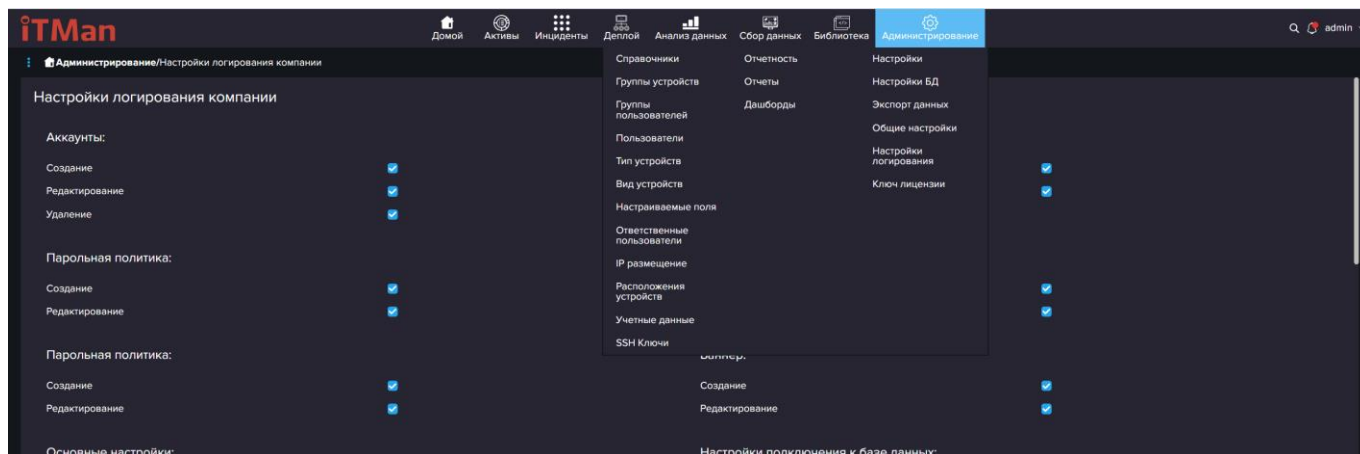 iTMan
Домой
Активы
Инциденты
Деплой
Анализ данных
Сбор данных
Библиотека
Администрирование
admin
Администрирование/Настройки логирования компании
Настройки логирования компании
Аккаунты:
Создание
Редактирование
Удаление
Парольная политика:
Создание
Редактирование
Парольная политика:
Создание
Редактирование
Основные настройки:
Справочники
Группы устройств
Группы
пользователей
Пользователи
Тип устройств
Вид устройств
Настраиваемые поля
Ответственные
пользователи
IP размещение
Расположения
устройств
Учетные данные
SSH Ключи
Отчетность
Отчеты
Дашборды
Настройки
Настройки БД
Экспорт данных
Общие настройки
Настройки
логирования
Ключ лицензии
Баннер:
Создание
Редактирование
Настройки подключения к базе данных: